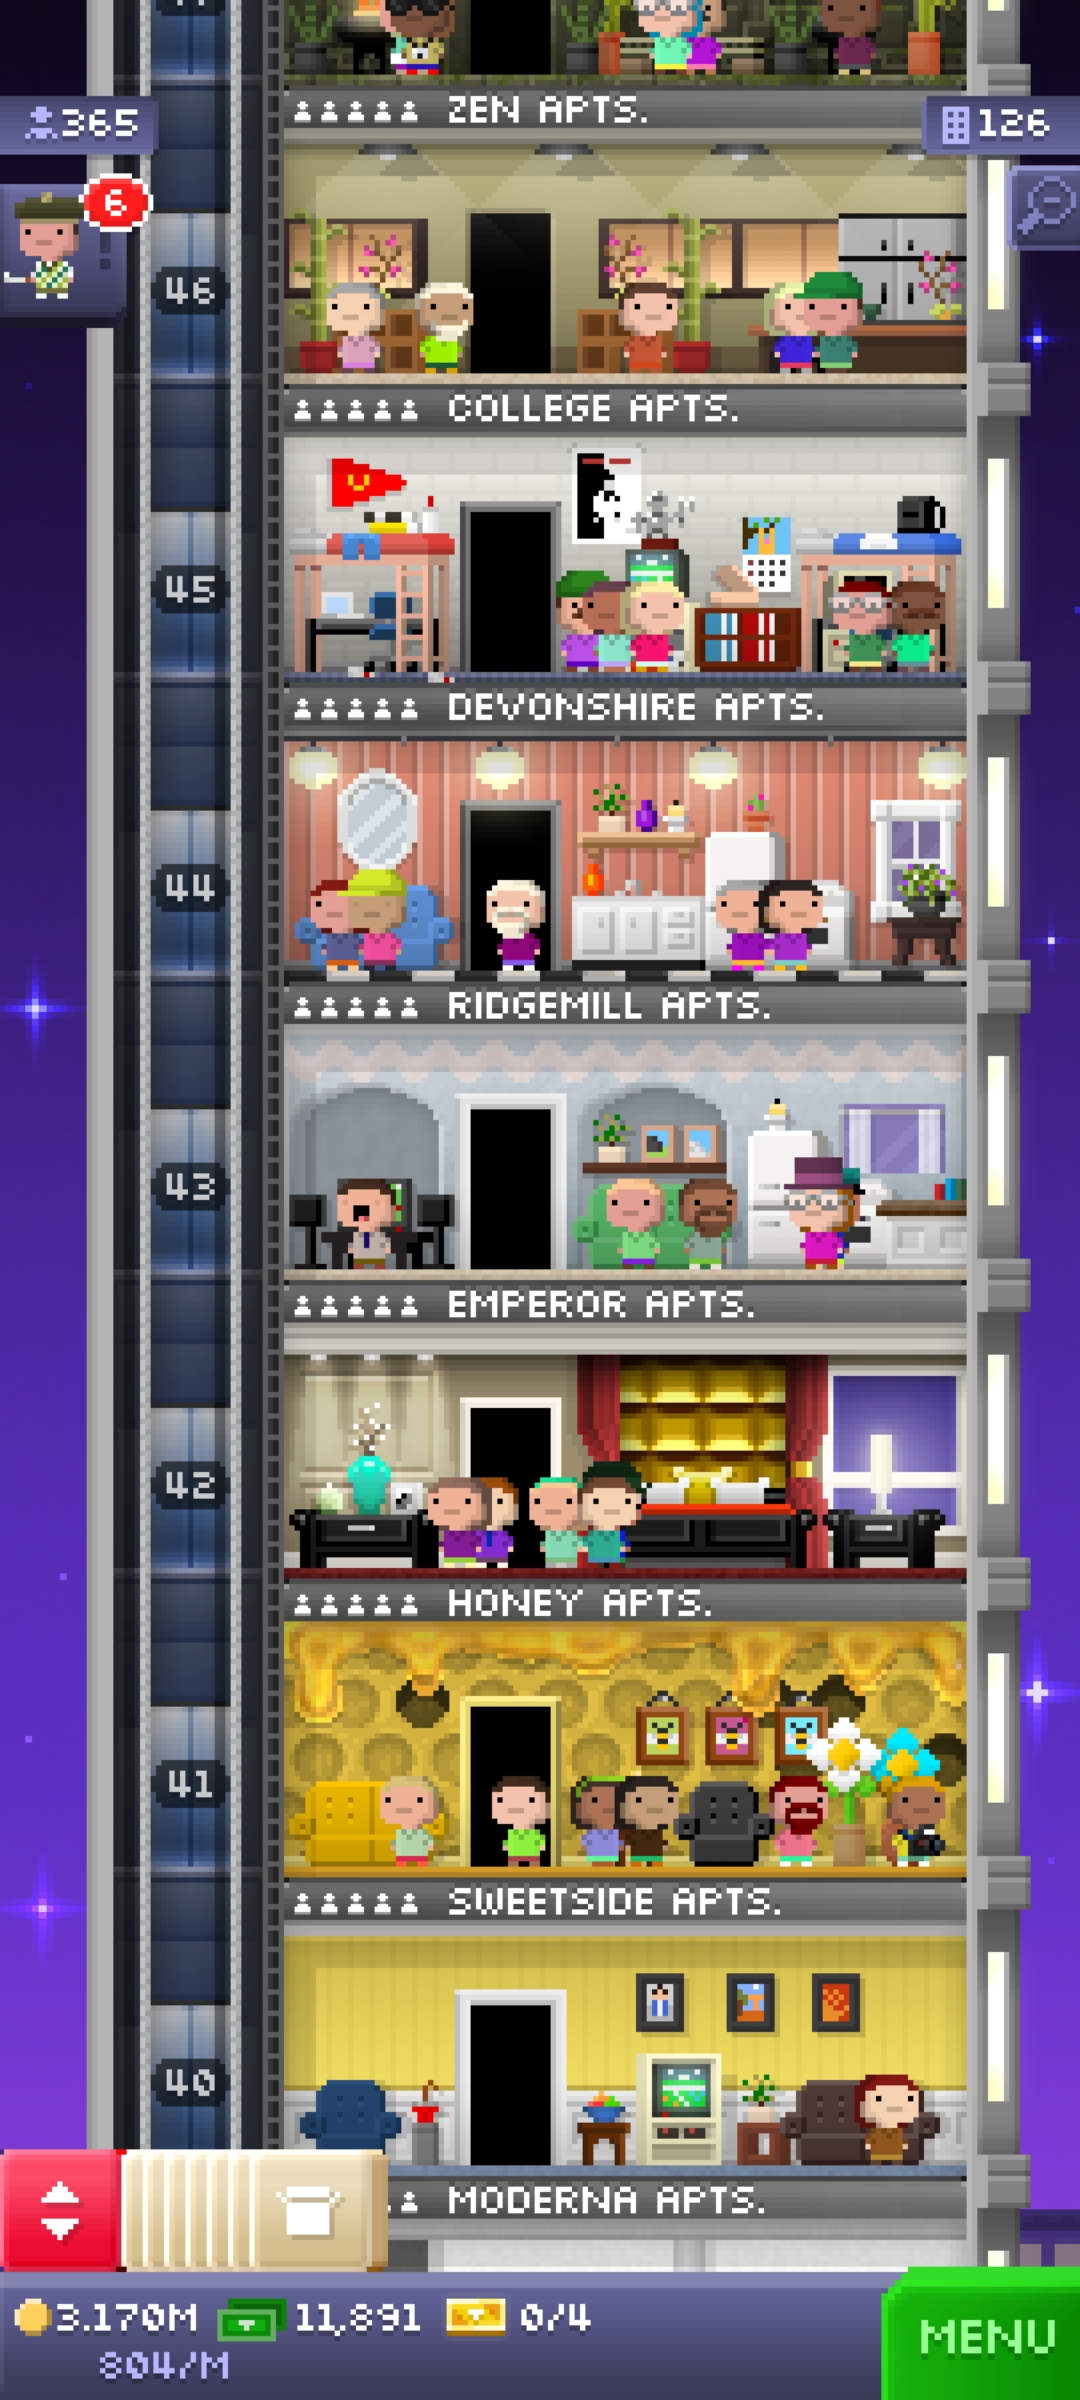 ZEN APTS.
365
126
6
46
COLLEGE APTS.
45
DEVONSHIRE APTS.
44
RIDGEMILL APTS.
43
EMPEROR APTS.
42
HONEY APTS.
41
SWEETSIDE APTS.
40
MODERNA APTS.
3.170M 11,891 0/4
804/M
MENU